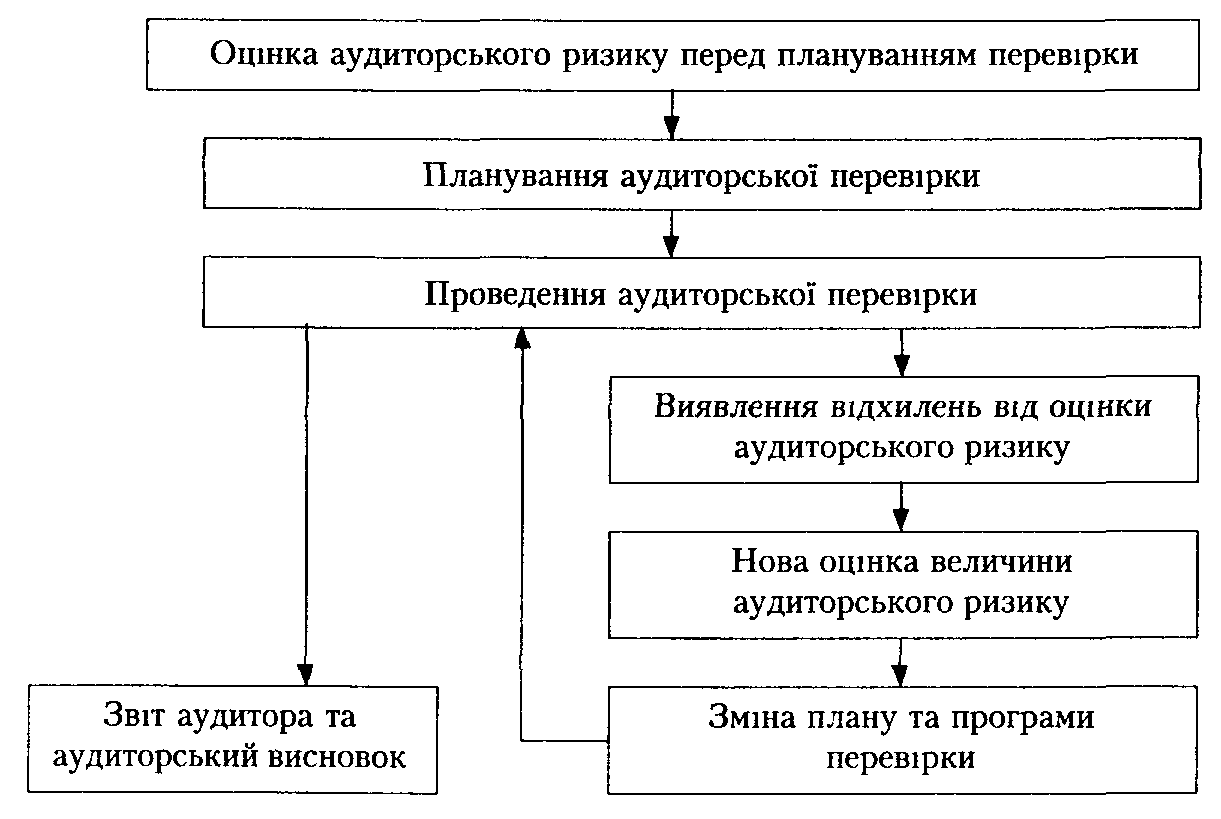 Оцінка аудиторського ризику перед плануванням перевірки
Планування аудиторської перевірки
Проведення аудиторської перевірки
Виявлення відхилень від оцінки
аудиторського ризику
Нова оцінка величини
аудиторського ризику
Зміна плану та програми
перевірки
Звіт аудитора та
аудиторський висновок